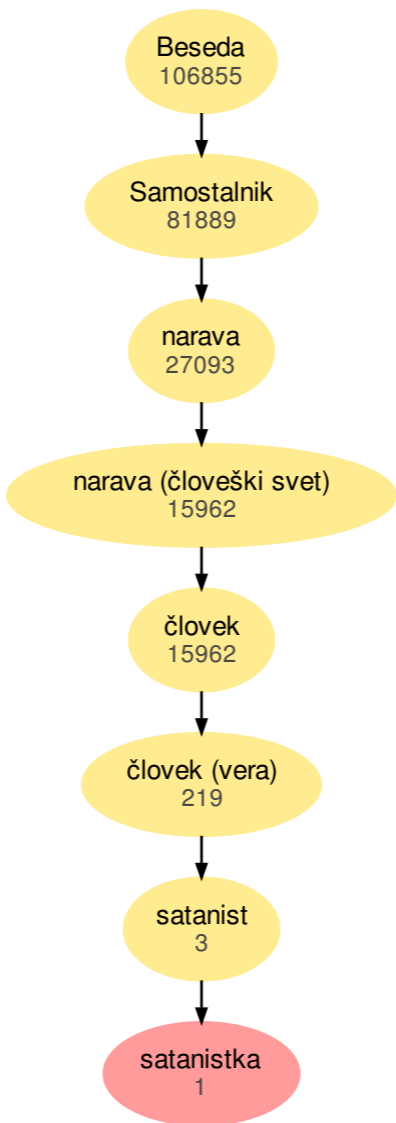 Beseda
106855
Samostalnik
81889
narava
27093
narava (človeški svet)
15962
človek
15962
človek (vera)
219
satanist
3
satanistka
1